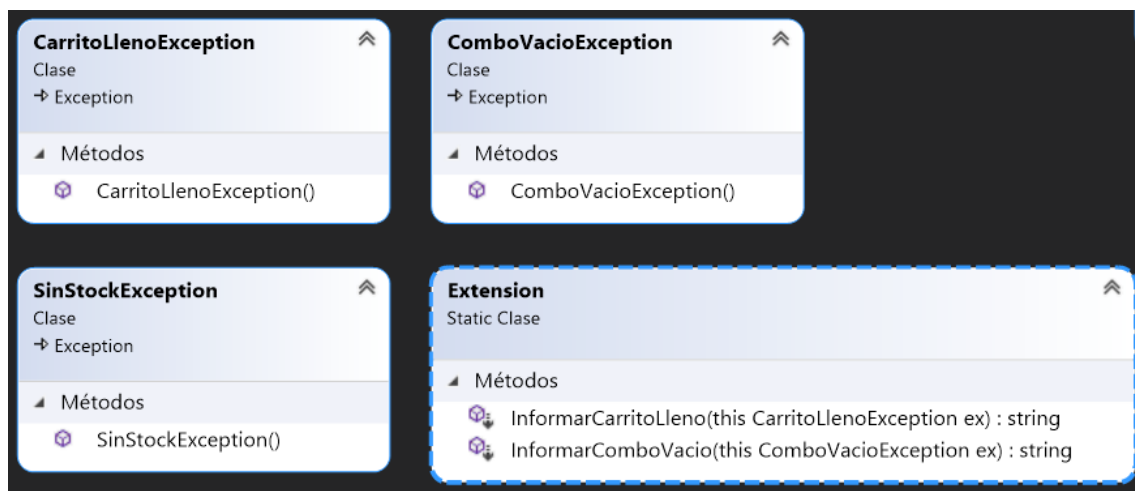 CarritoLlenoException
Clase
Exception
Métodos
CarritoLlenoException()
ComboVacioException
Clase
Exception
Métodos
ComboVacioException()
SinStockException
Clase
Exception
Métodos
SinStockException()
Extension
Static Clase
Métodos
InformarCarritoLleno(this CarritoLlenoException ex) : string
InformarComboVacio(this ComboVacioException ex) : string